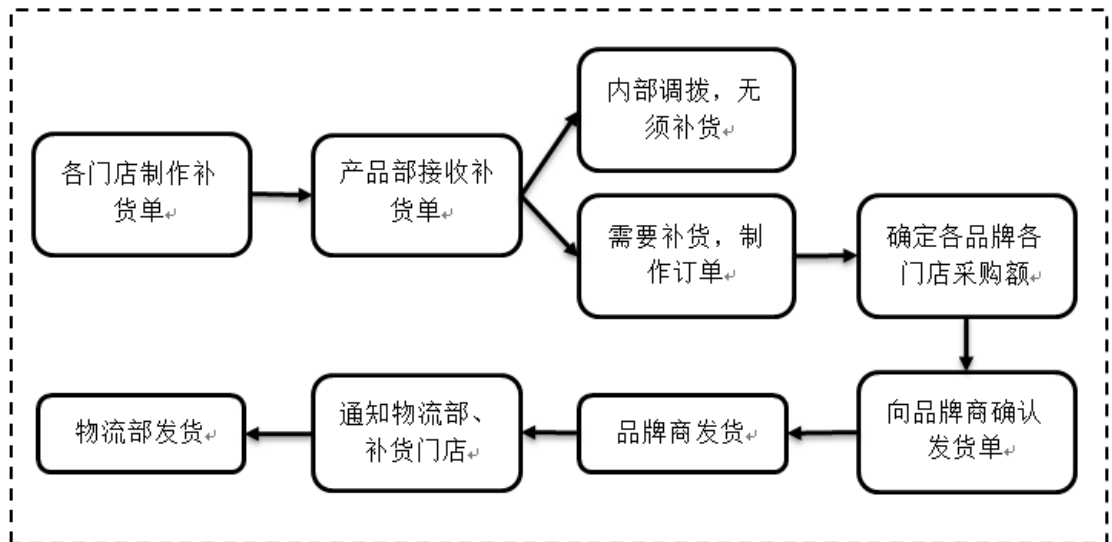 各门店制作补
货单
产品部接收补
货单
内部调拨，无
须补货
需要补货，制
作订单
确定各品牌各
门店采购额
向品牌商确认
发货单
品牌商发货
通知物流部、
补货门店
物流部发货